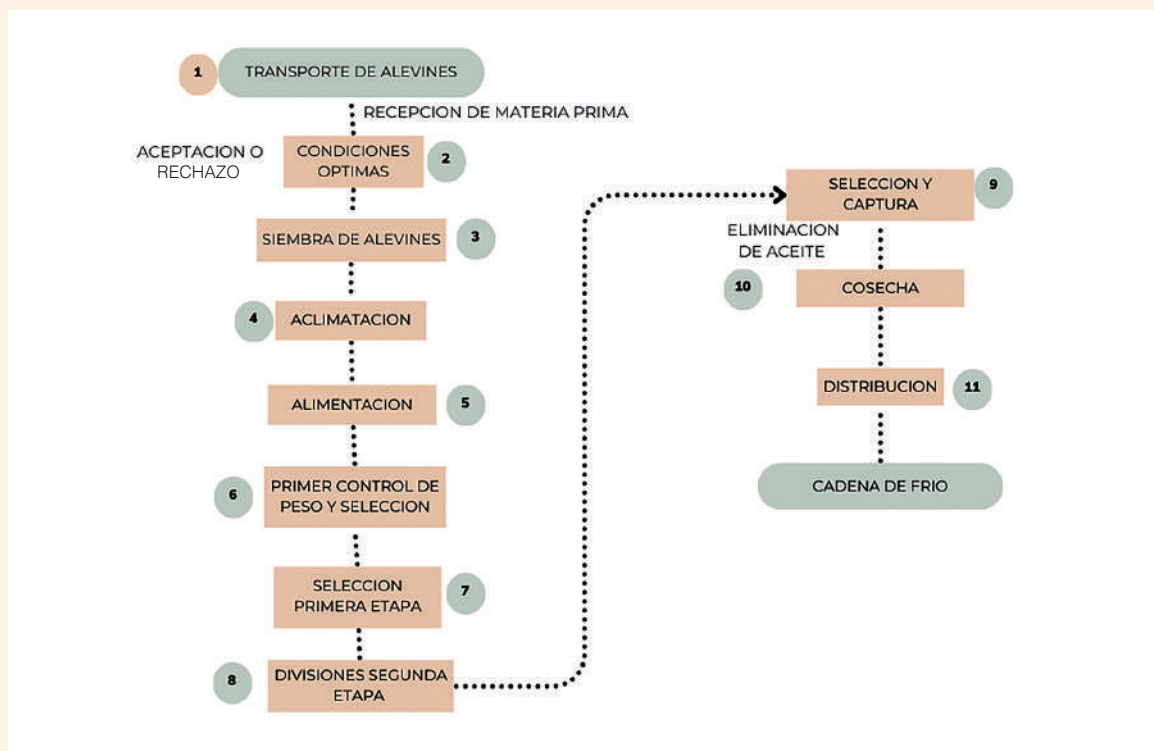 1
TRANSPORTE DE ALEVINES
RECEPCION DE MATERIA PRIMA
ACEPTACION O
RECHAZO
CONDICIONES
OPTIMAS
2
SIEMBRA DE ALEVINES
3
4
ACLIMATACION
ALIMENTACION
5
6
PRIMER CONTROL DE
PESO Y SELECCION
SELECCION
PRIMERA ETAPA
7
8
DIVISIONES SEGUNDA
ETAPA
SELECCION Y
CAPTURA
9
ELIMINACION
DE ACEITE
10
COSECHA
DISTRIBUCION
11
CADENA DE FRIO